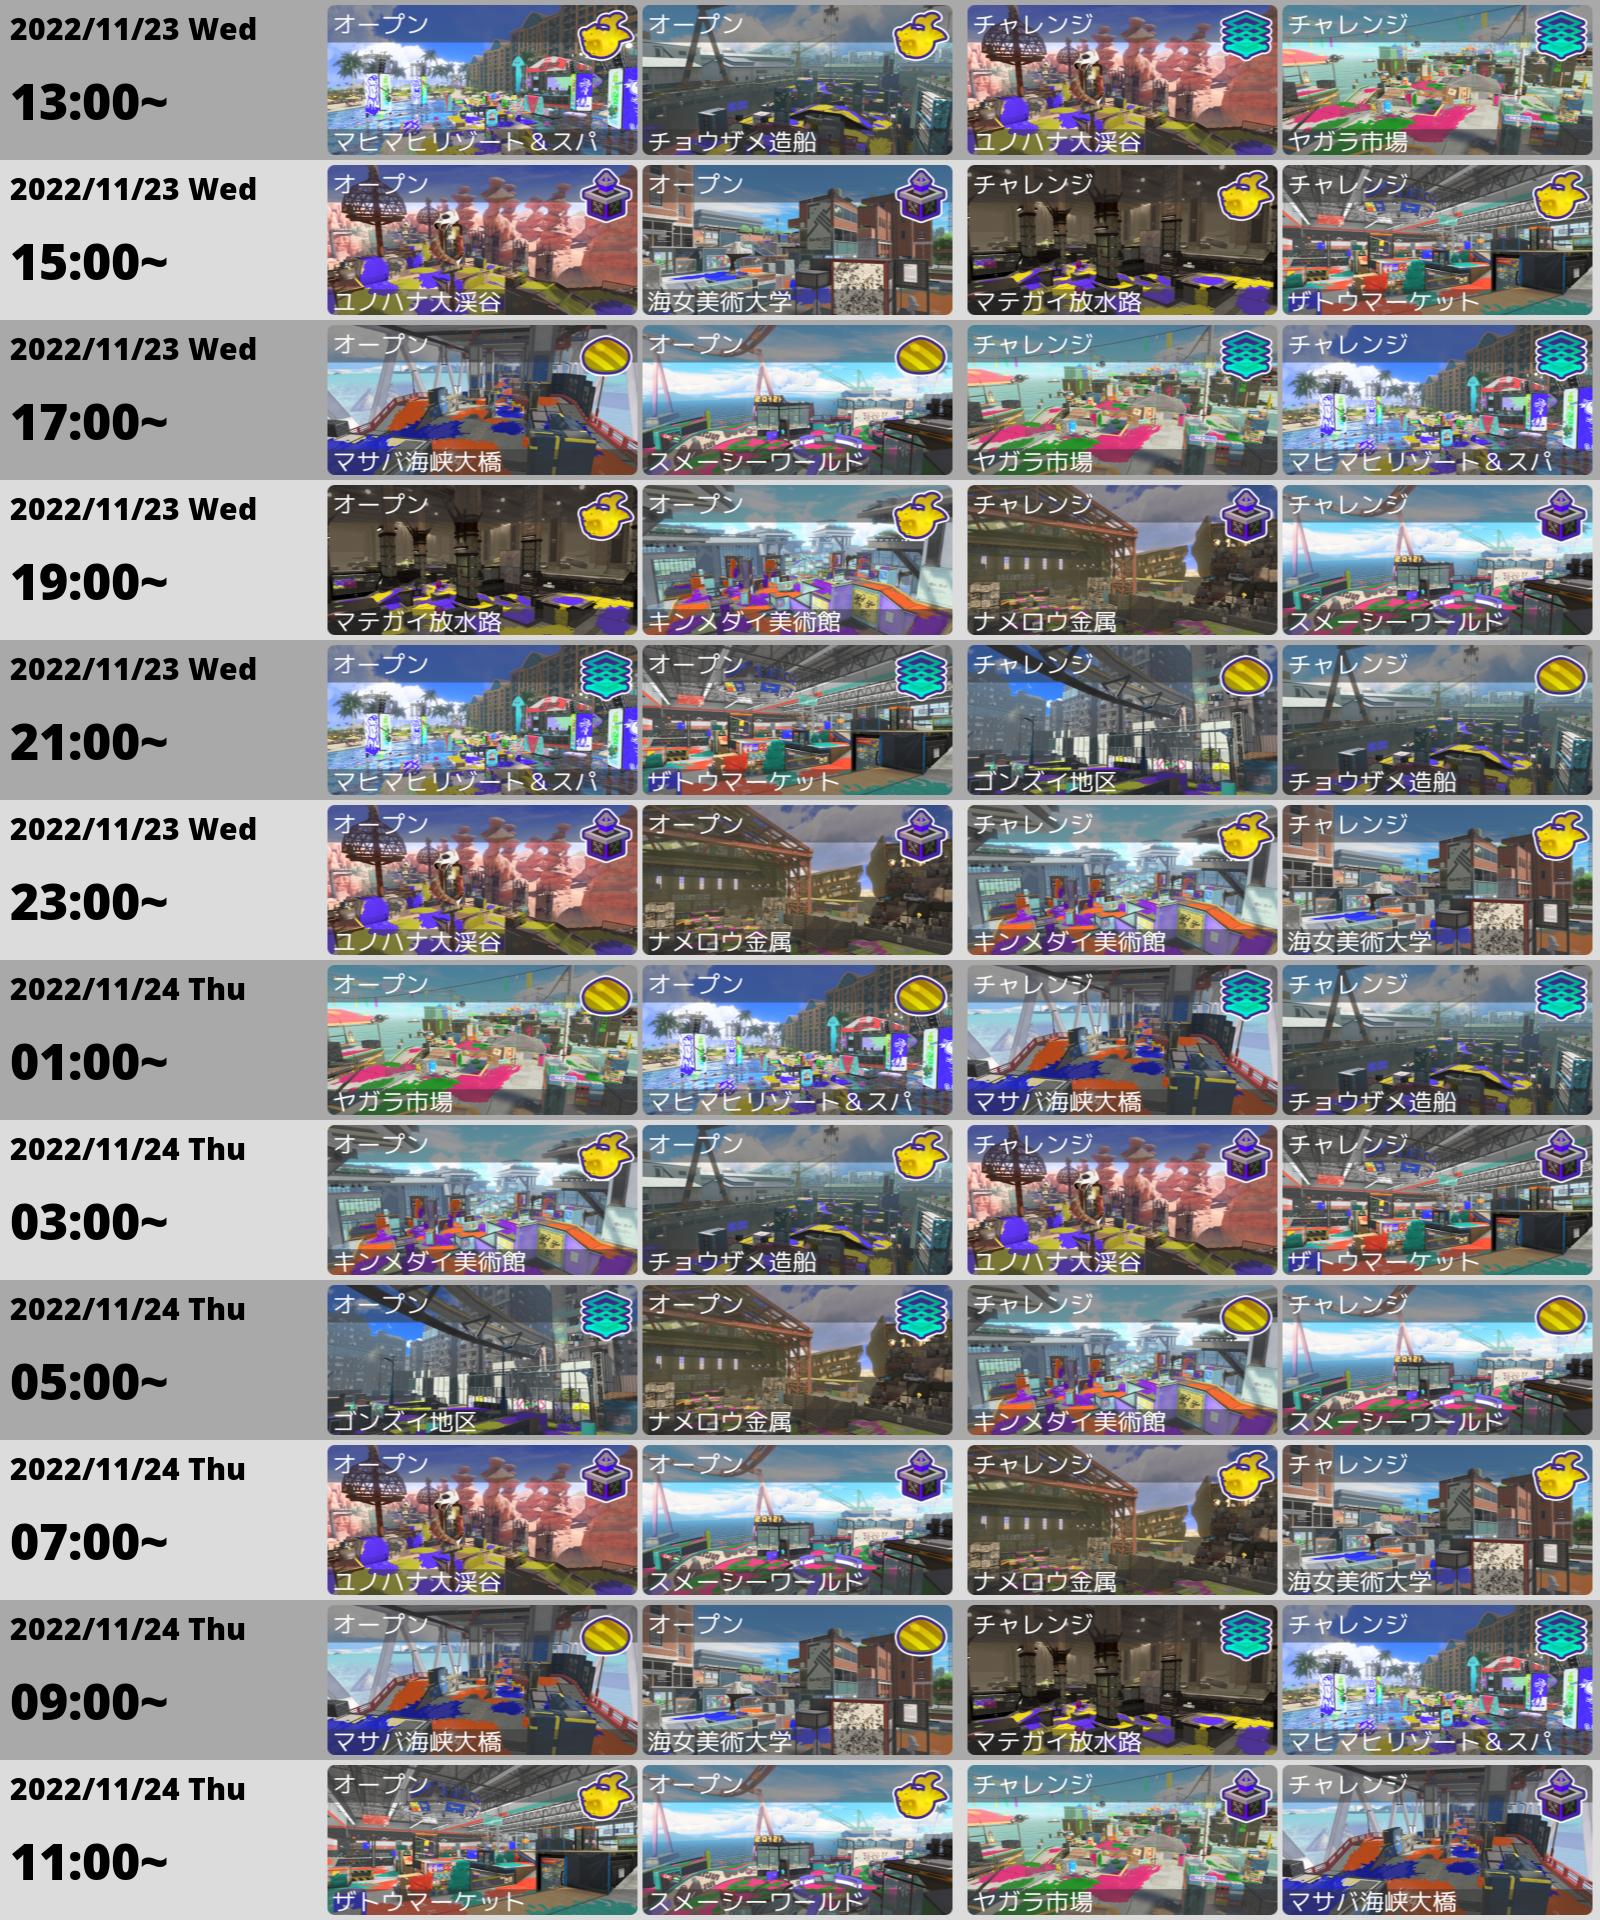 2022/11/23 Wed
13:00~
オープン
マヒマヒリゾート＆スパ
オープン
チョウザメ造船
チャレンジ
ユノハナ大渓谷
チャレンジ
ヤガラ市場
2022/11/23 Wed
15:00~
オープン
ユノハナ大渓谷
オープン
海女美術大学
チャレンジ
マテガイ放水路
チャレンジ
ザトウマーケット
2022/11/23 Wed
17:00~
オープン
マサバ海峡大橋
オープン
スメーシーワールド
チャレンジ
ヤガラ市場
チャレンジ
マヒマヒリゾート＆スパ
2022/11/23 Wed
19:00~
オープン
マテガイ放水路
オープン
キンメダイ美術館
チャレンジ
ナメロウ金属
チャレンジ
スメーシーワールド
2022/11/23 Wed
21:00~
オープン
マヒマヒリゾート＆スパ
オープン
ザトウマーケット
チャレンジ
ゴンズイ地区
チャレンジ
チョウザメ造船
2022/11/23 Wed
23:00~
オープン
ユノハナ大渓谷
オープン
ナメロウ金属
チャレンジ
キンメダイ美術館
チャレンジ
海女美術大学
2022/11/24 Thu
01:00~
オープン
ヤガラ市場
オープン
マヒマヒリゾート＆スパ
チャレンジ
マサバ海峡大橋
チャレンジ
チョウザメ造船
2022/11/24 Thu
03:00~
オープン
キンメダイ美術館
オープン
チョウザメ造船
チャレンジ
ユノハナ大渓谷
チャレンジ
ザトウマーケット
2022/11/24 Thu
05:00~
オープン
ゴンズイ地区
オープン
ナメロウ金属
チャレンジ
キンメダイ美術館
チャレンジ
スメーシーワールド
2022/11/24 Thu
07:00~
オープン
ユノハナ大渓谷
オープン
スメーシーワールド
チャレンジ
ナメロウ金属
チャレンジ
海女美術大学
2022/11/24 Thu
09:00~
オープン
マサバ海峡大橋
オープン
海女美術大学
チャレンジ
マテガイ放水路
チャレンジ
マヒマヒリゾート＆スパ
2022/11/24 Thu
11:00~
オープン
ザトウマーケット
オープン
スメーシーワールド
チャレンジ
ヤガラ市場
チャレンジ
マサバ海峡大橋